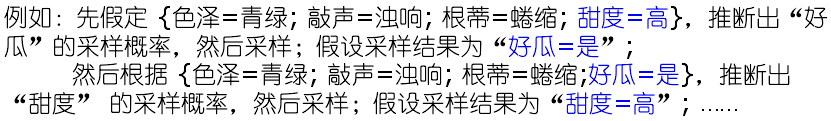 例如：先假定 {色泽=青绿; 敲声=浊响; 根蒂=蜷缩; 甜度=高}，推断出“好
瓜”的采样概率，然后采样；假设采样结果为“好瓜=是”;
然后根据 {色泽=青绿; 敲声=浊响; 根蒂=蜷缩;好瓜=是}，推断出
“甜度” 的采样概率，然后采样；假设采样结果为“甜度=高”; ……